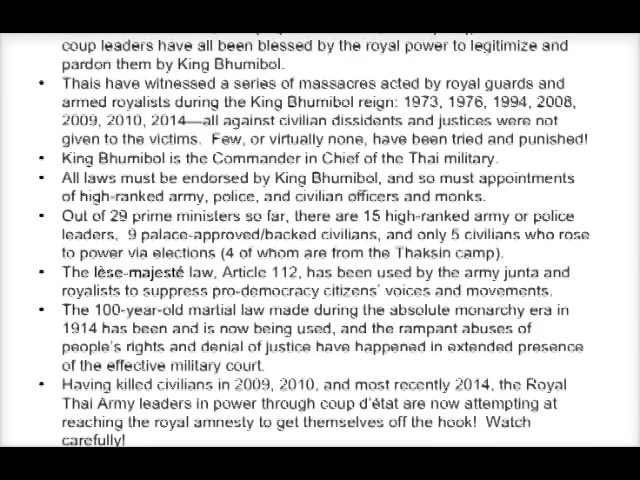 coup leaders have all been blessed by the royal power to legitimize and
pardon them by King Bhumibol.
• Thais have witnessed a series of massacres acted by royal guards and
armed royalists during the King Bhumibol reign: 1973, 1976, 1994, 2008,
2009, 2010, 2014—all against civilian dissidents and justices were not
given to the victims.  Few, or virtually none, have been tried and punished!
• King Bhumibol is the Commander in Chief of the Thai military.
• All laws must be endorsed by King Bhumibol, and so must appointments
of high-ranked army, police, and civilian officers and monks.
• Out of 29 prime ministers so far, there are 15 high-ranked army or police
leaders,  9 palace-approved/backed civilians, and only 5 civilians who rose
to power via elections (4 of whom are from the Thaksin camp).
• The lèse-majesté law, Article 112, has been used by the army junta and
royalists to suppress pro-democracy citizens' voices and movements.
• The 100-year-old martial law made during the absolute monarchy era in
1914 has been and is now being used, and the rampant abuses of
people's rights and denial of justice have happened in extended presence
of the effective military court.
• Having killed civilians in 2009, 2010, and most recently 2014, the Royal
Thai Army leaders in power through coup d'état are now attempting at
reaching the royal amnesty to get themselves off the hook!  Watch
carefully!